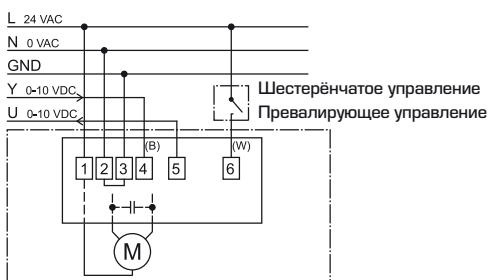 L 24 VAC
N 0 VAC
GND
Y 0-10 VDC
U 0-10 VDC
Шестерёнчатое управление
Превалирующее управление
(B) (W)
1 2 3 4 5 6
M